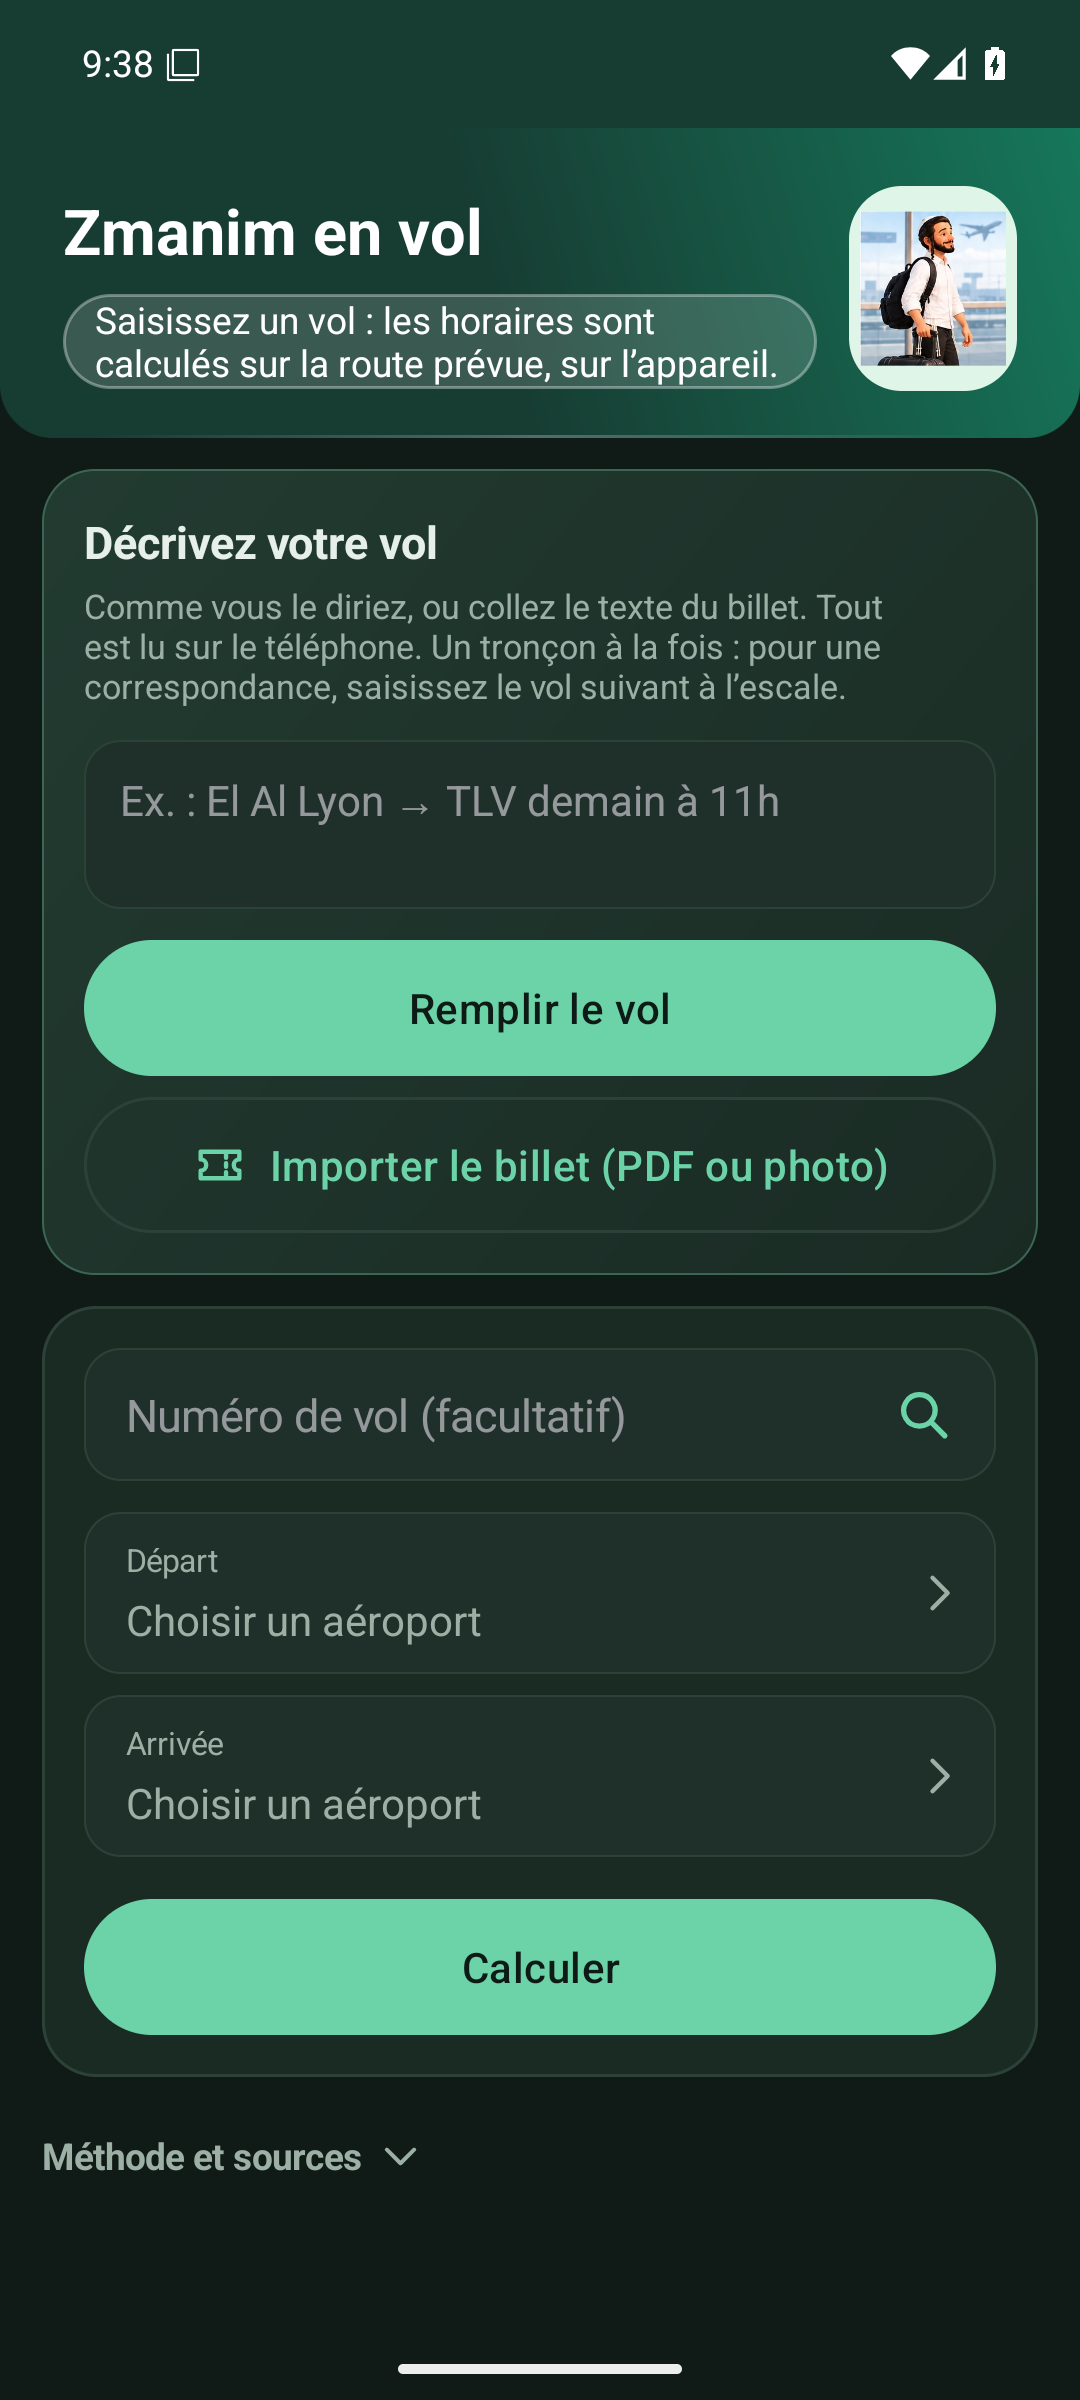 9:38
Zmanim en vol
Saisissez un vol : les horaires sont
calculés sur la route prévue, sur l’appareil.
Décrivez votre vol
Comme vous le diriez, ou collez le texte du billet. Tout
est lu sur le téléphone. Un tronçon à la fois : pour une
correspondance, saisissez le vol suivant à l’escale.
Ex. : El Al Lyon → TLV demain à 11h
Remplir le vol
Importer le billet (PDF ou photo)
Numéro de vol (facultatif)
Départ
Choisir un aéroport
Arrivée
Choisir un aéroport
Calculer
Méthode et sources